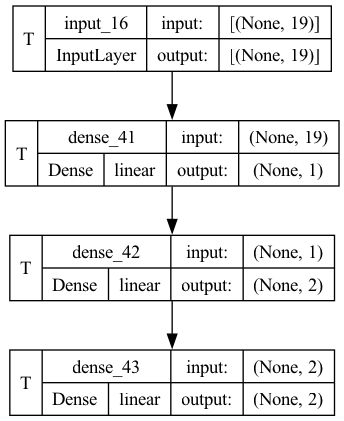 T input_16 input: [(None, 19)]
InputLayer output: [(None, 19)]
T dense_41 input: (None, 19)
Dense linear output: (None, 1)
T dense_42 input: (None, 1)
Dense linear output: (None, 2)
T dense_43 input: (None, 2)
Dense linear output: (None, 2)